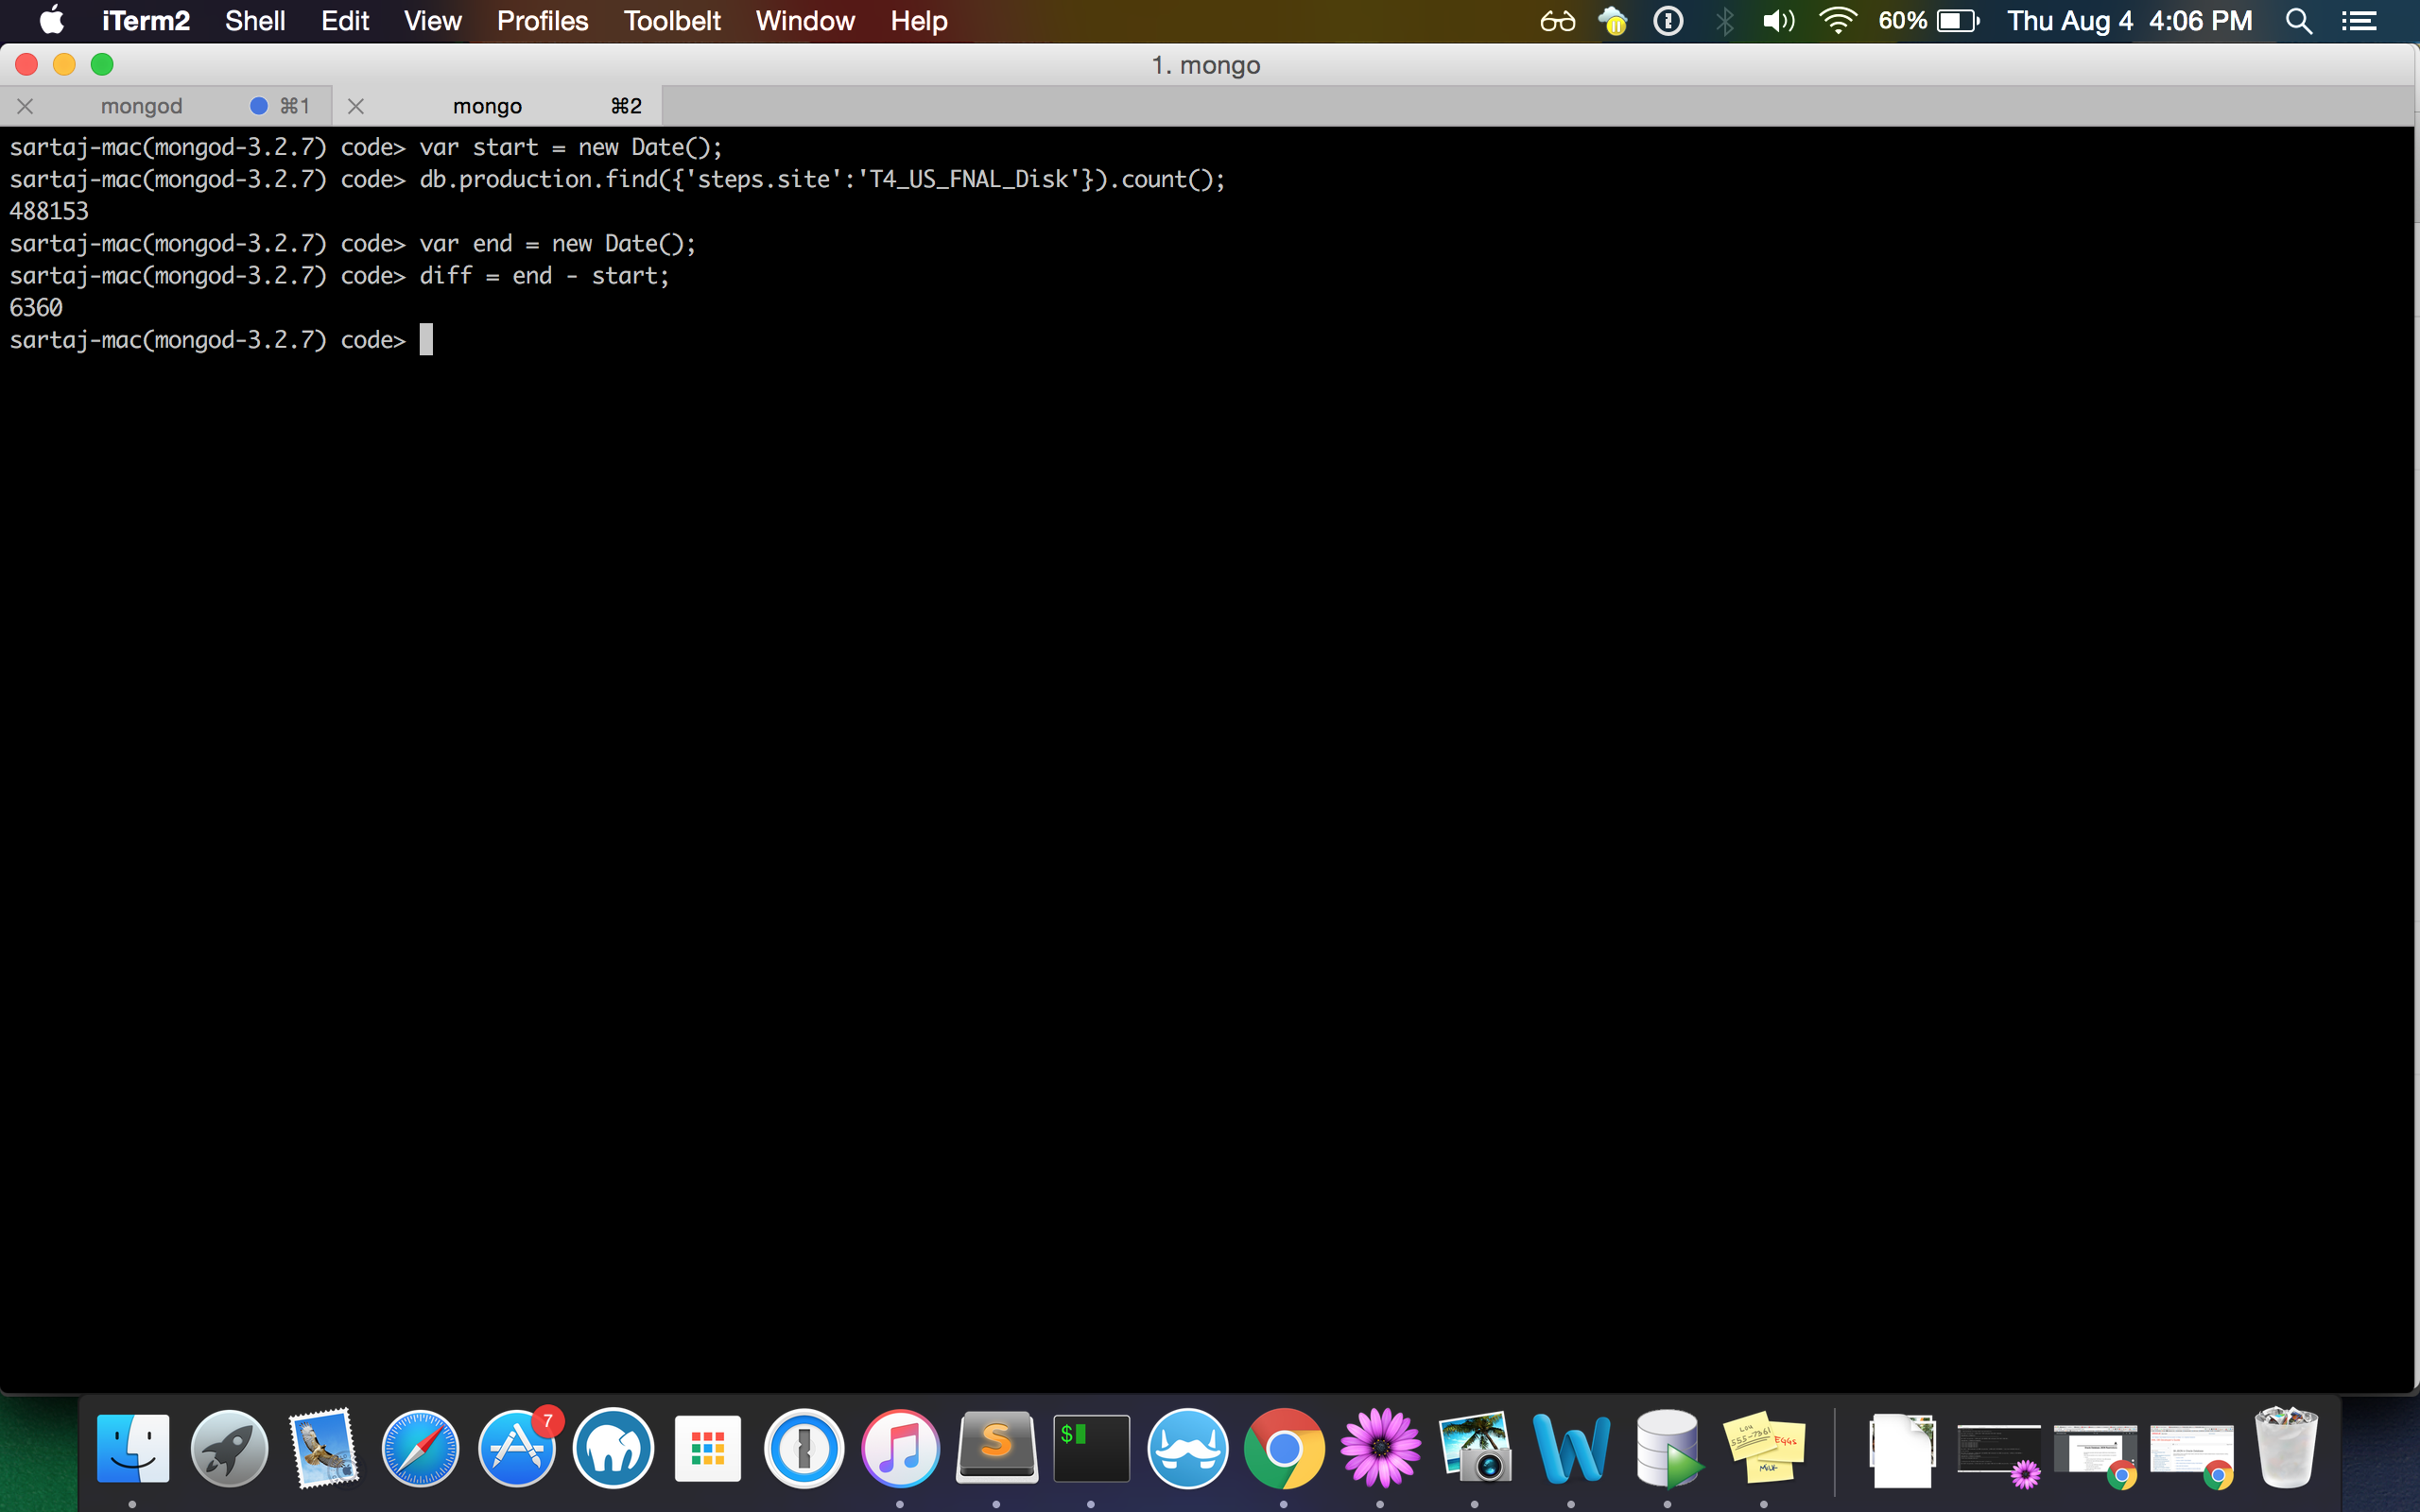 iTerm2 Shell Edit View Profiles Toolbelt Window Help 60% Thu Aug 4 4:06 PM
1. mongo
mongod ⌘1 mongo ⌘2
sartaj-mac(mongod-3.2.7) code> var start = new Date();
sartaj-mac(mongod-3.2.7) code> db.production.find({'steps.site':'T4_US_FNAL_Disk'}).count();
488153
sartaj-mac(mongod-3.2.7) code> var end = new Date();
sartaj-mac(mongod-3.2.7) code> diff = end - start;
6360
sartaj-mac(mongod-3.2.7) code>
7
S
$
W
EGGS
MILK